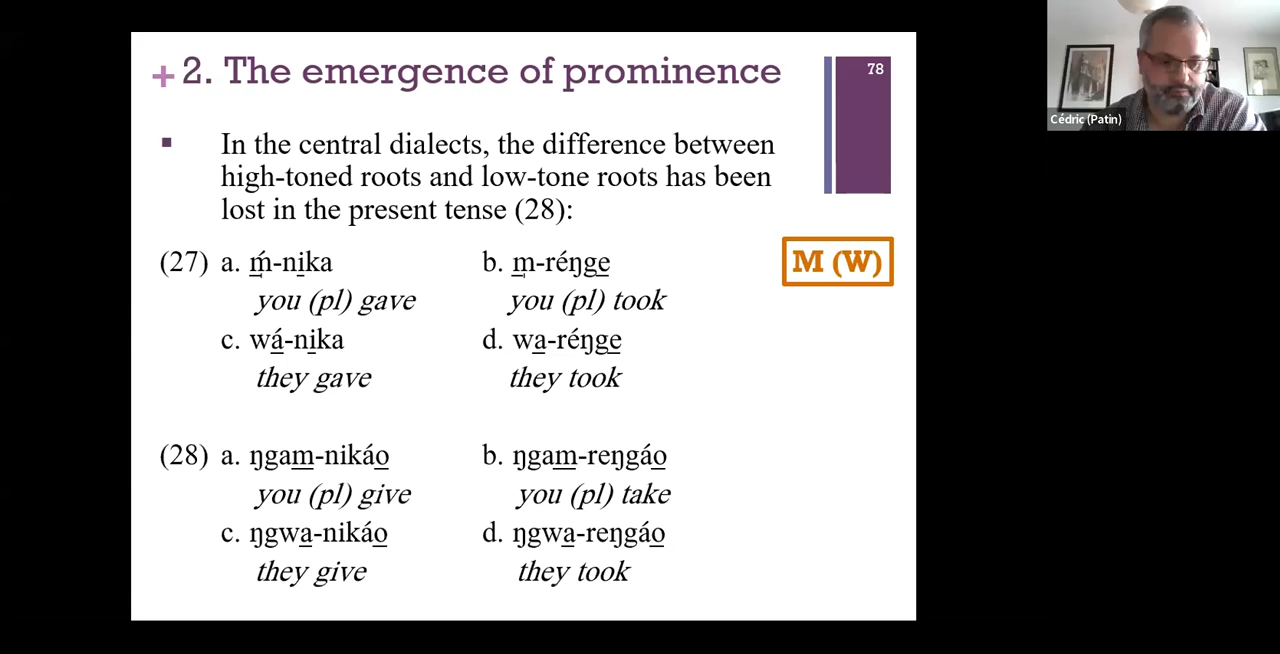 + 2. The emergence of prominence
78
Cédric (Patin)
▪ In the central dialects, the difference between
high-toned roots and low-tone roots has been
lost in the present tense (28):
M (W)
(27) a. ḿ-nika b. m-réŋge
you (pl) gave you (pl) took
c. wá-nika d. wa-réŋge
they gave they took
(28) a. ŋgam-nikáo b. ŋgam-reŋgáo
you (pl) give you (pl) take
c. ŋgwa-nikáo d. ŋgwa-reŋgáo
they give they took